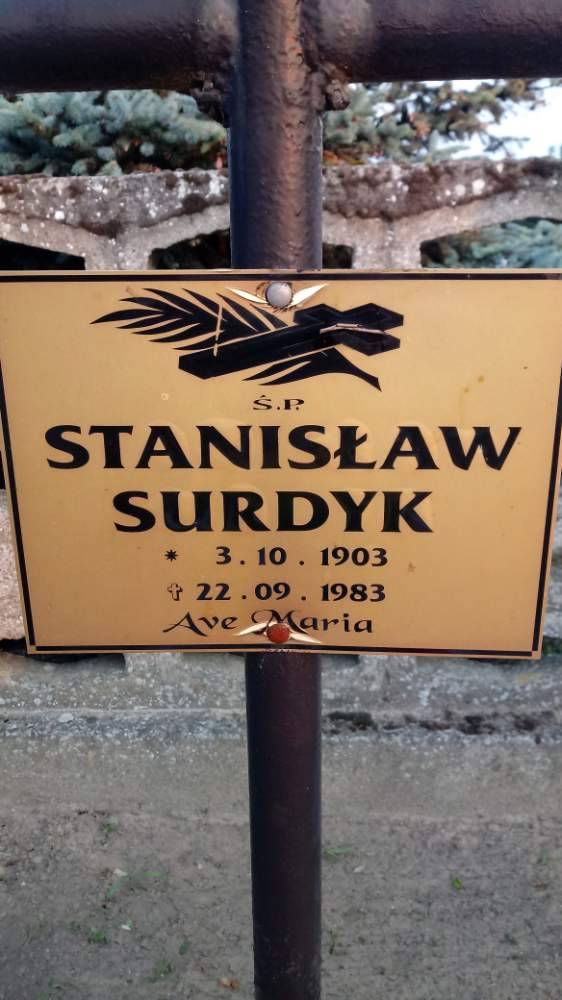 Ś.P.
STANISŁAW
SURDYK
* 3.10.1903
✝ 22.09.1983
Ave Maria